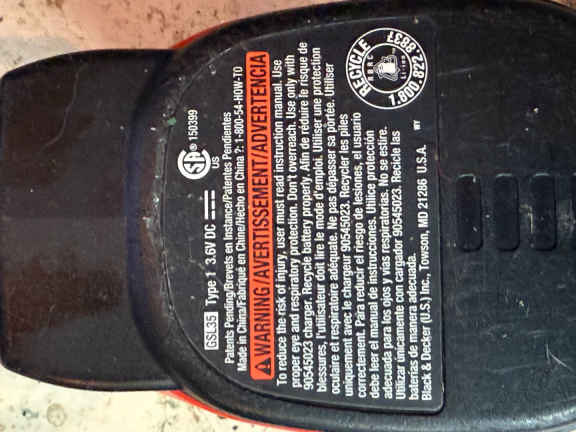 GSL35 Type 1 3.6V DC
SP® 150399
US
Patents Pending/Brevets en Instance/Patentes Pendientes
Made in China/Fabriqué en Chine/Hecho en China ?: 1-800-54-HOW-TO
WARNING/AVERTISSEMENT/ADVERTENCIA
To reduce the risk of injury, user must read instruction manual. Use
proper eye and respiratory protection. Don't overreach. Use only with
90545023 charger. Recycle battery properly. Afin de réduire le risque de
blessures, l'utilisateur doit lire le mode d'emploi. Utiliser une protection
oculaire et respiratoire adéquate. Ne pas dépasser sa portée. Utiliser
uniquement avec le chargeur 90545023. Recycler les piles
correctement. Para reducir el riesgo de lesiones, el usuario
debe leer el manual de instrucciones. Utilice protección
adecuada para los ojos y vías respiratorias. No se estire.
Utilizar únicamente con cargador 90545023. Recicle las
baterías de manera adecuada.
Black & Decker (U.S.) Inc., Towson, MD 21286 U.S.A.
WY
RECYCLE
RBRC
Li-ion
1.800.822.8837